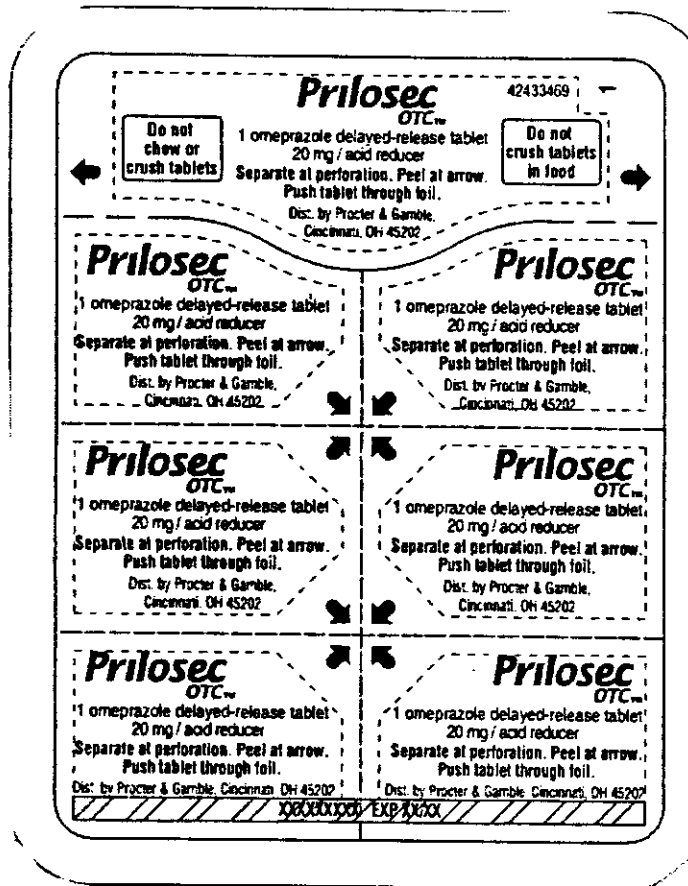 Prilosec 42433469
OTC™
Do not
chew or
crush tablets
1 omeprazole delayed-release tablet
20 mg / acid reducer
Separate at perforation. Peel at arrow.
Push tablet through foil.
Dist. by Procter & Gamble,
Cincinnati, OH 45202
Do not
crush tablets
in food
Prilosec
OTC™
1 omeprazole delayed-release tablet
20 mg / acid reducer
Separate at perforation. Peel at arrow.
Push tablet through foil.
Dist. by Procter & Gamble,
Cincinnati, OH 45202
Prilosec
OTC™
1 omeprazole delayed-release tablet
20 mg / acid reducer
Separate at perforation. Peel at arrow.
Push tablet through foil.
Dist. by Procter & Gamble,
Cincinnati, OH 45202
Prilosec
OTC™
1 omeprazole delayed-release tablet
20 mg / acid reducer
Separate at perforation. Peel at arrow.
Push tablet through foil.
Dist. by Procter & Gamble,
Cincinnati, OH 45202
Prilosec
OTC™
1 omeprazole delayed-release tablet
20 mg / acid reducer
Separate at perforation. Peel at arrow.
Push tablet through foil.
Dist. by Procter & Gamble,
Cincinnati, OH 45202
Prilosec
OTC™
1 omeprazole delayed-release tablet
20 mg / acid reducer
Separate at perforation. Peel at arrow.
Push tablet through foil.
Dist. by Procter & Gamble, Cincinnati, OH 45202
Prilosec
OTC™
1 omeprazole delayed-release tablet
20 mg / acid reducer
Separate at perforation. Peel at arrow.
Push tablet through foil.
Dist. by Procter & Gamble, Cincinnati, OH 45202
EXP XX/XX